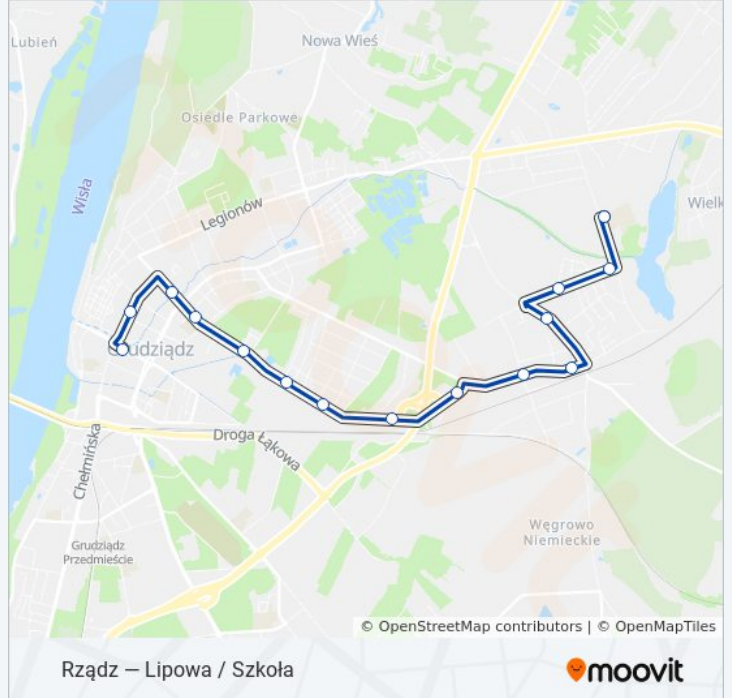 Lubień
Nowa Wieś
Osiedle Parkowe
Wisła
Legionów
Wielk
Grudziądz
Droga Łąkowa
Chełmińska
Węgrowo
Niemieckie
Grudziądz
Przedmieście
© OpenStreetMap contributors | © OpenMapTiles
Rządz – Lipowa / Szkoła
moovit